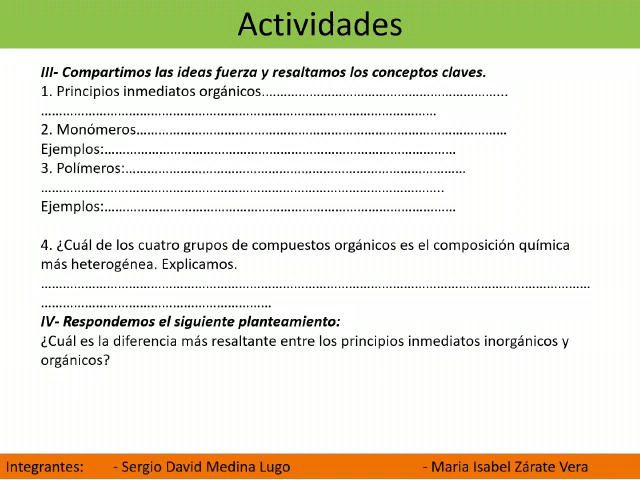 Actividades
III- Compartimos las ideas fuerza y resaltamos los conceptos claves.
1. Principios inmediatos orgánicos...............................................................
..........................................................................................................
2. Monómeros....................................................................................................
Ejemplos:...............................................................................................
3. Polímeros:............................................................................................
.............................................................................................................
Ejemplos:...............................................................................................
4. ¿Cuál de los cuatro grupos de compuestos orgánicos es el composición química
más heterogénea. Explicamos.
......................................................................................................................................................
...............................................................
IV- Respondemos el siguiente planteamiento:
¿Cuál es la diferencia más resaltante entre los principios inmediatos inorgánicos y
orgánicos?
Integrantes: - Sergio David Medina Lugo - Maria Isabel Zárate Vera